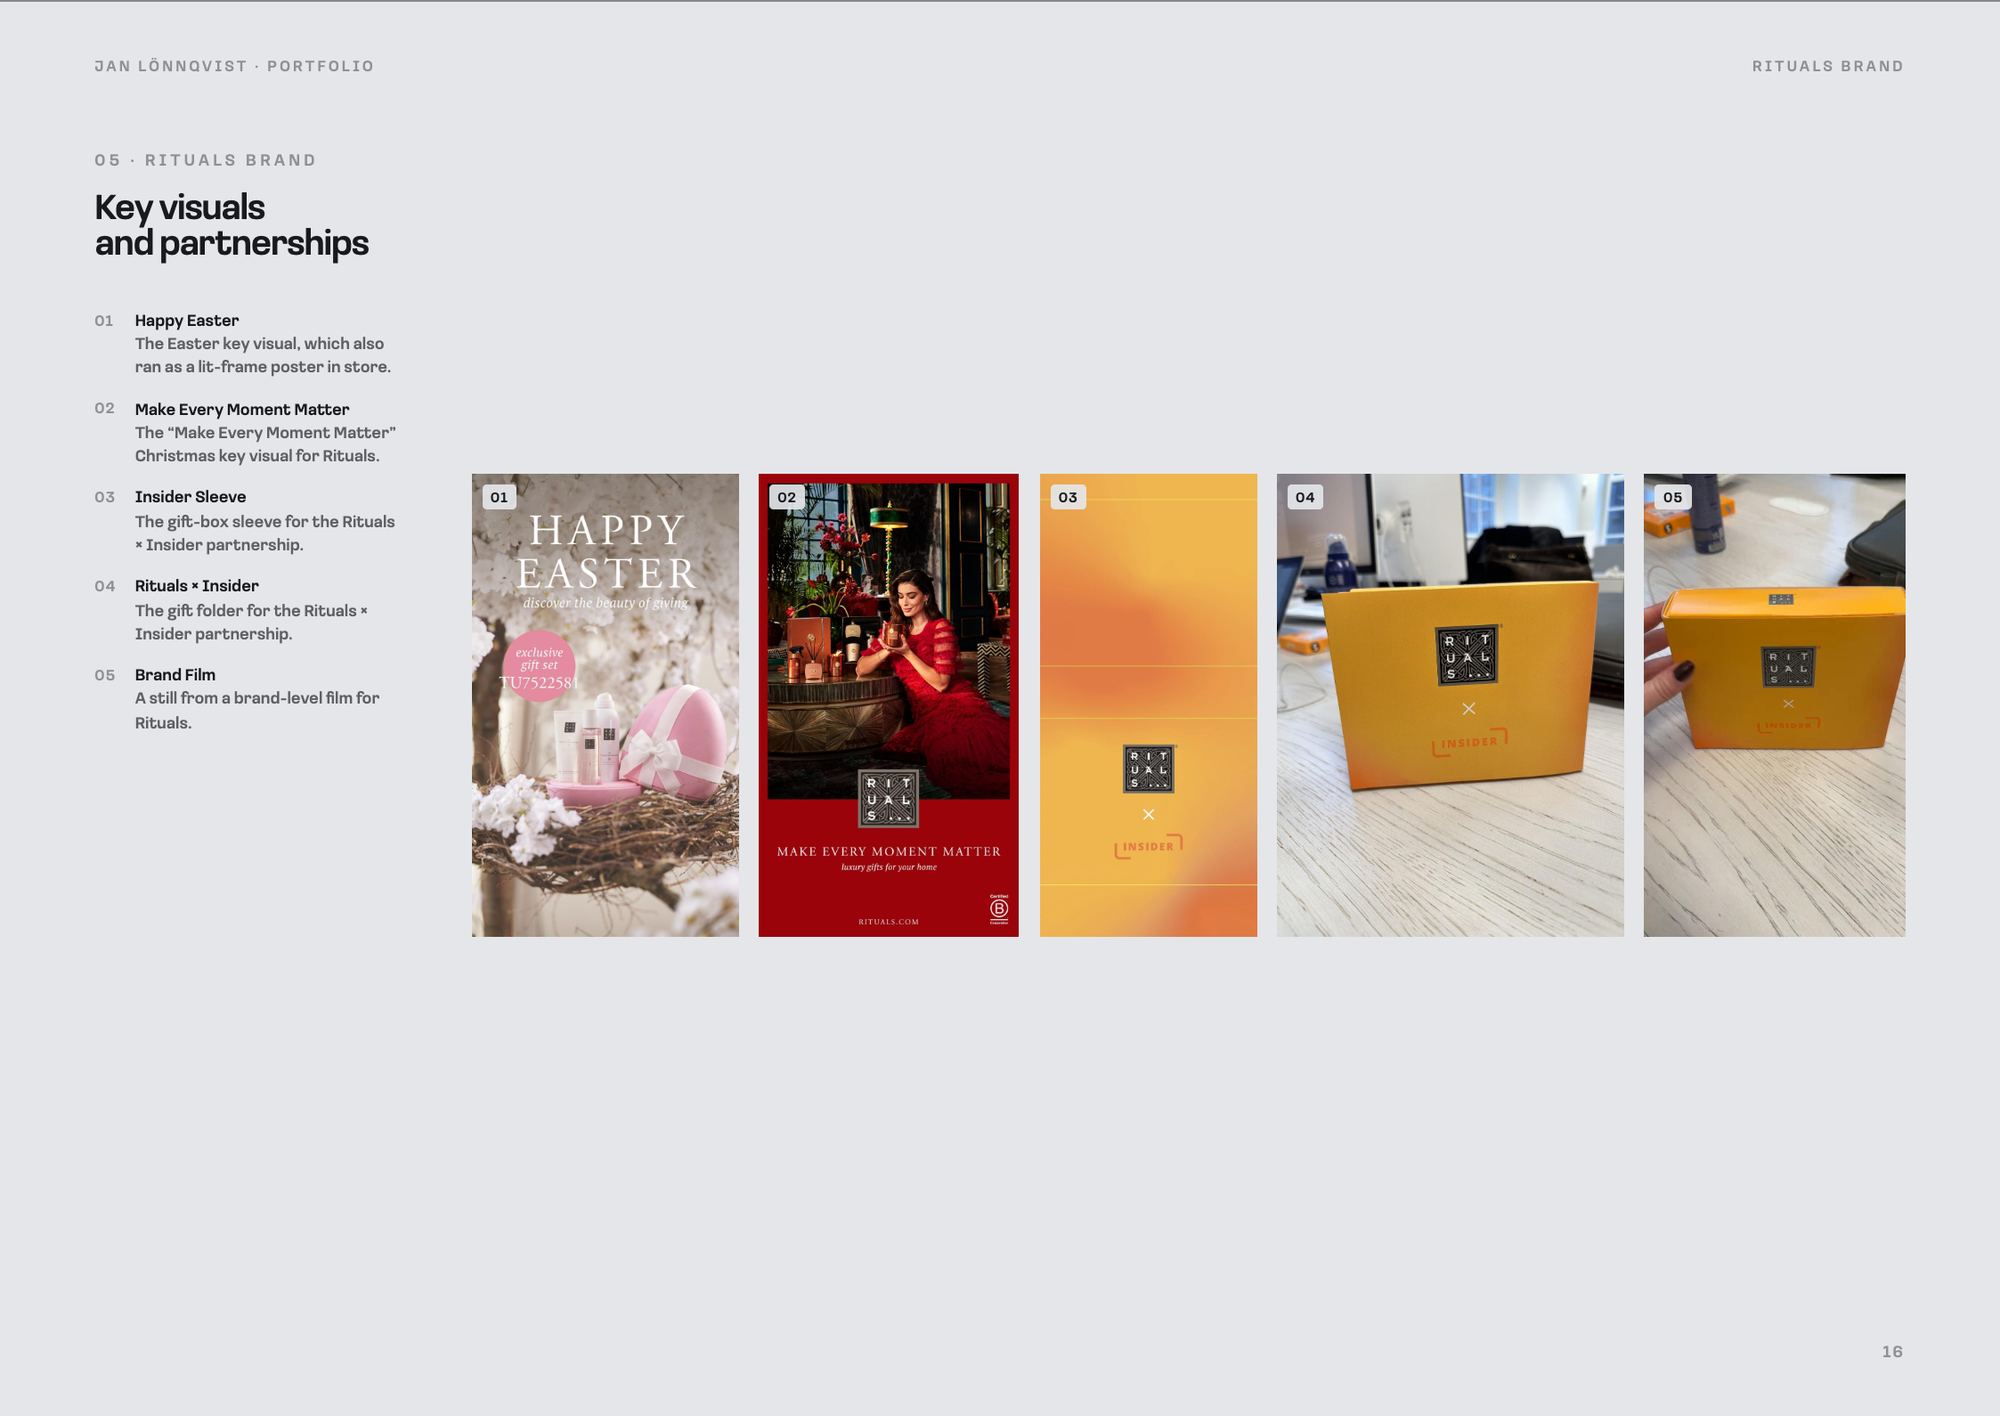 JAN LÖNNQVIST · PORTFOLIO
RITUALS BRAND
05 · RITUALS BRAND
Key visuals
and partnerships
01 Happy Easter
The Easter key visual, which also
ran as a lit-frame poster in store.
02 Make Every Moment Matter
The “Make Every Moment Matter”
Christmas key visual for Rituals.
03 Insider Sleeve
The gift-box sleeve for the Rituals
× Insider partnership.
04 Rituals × Insider
The gift folder for the Rituals ×
Insider partnership.
05 Brand Film
A still from a brand-level film for
Rituals.
01
HAPPY
EASTER
discover the beauty of giving
exclusive
gift set
TU7522581
02
RIT
UAL
S...
MAKE EVERY MOMENT MATTER
luxury gifts for your home
RITUALS.COM
Certified
B
Corporation
03
RIT
UAL
S...
×
INSIDER
04
RIT
UAL
S...
×
INSIDER
05
RIT
UAL
S...
×
INSIDER
16